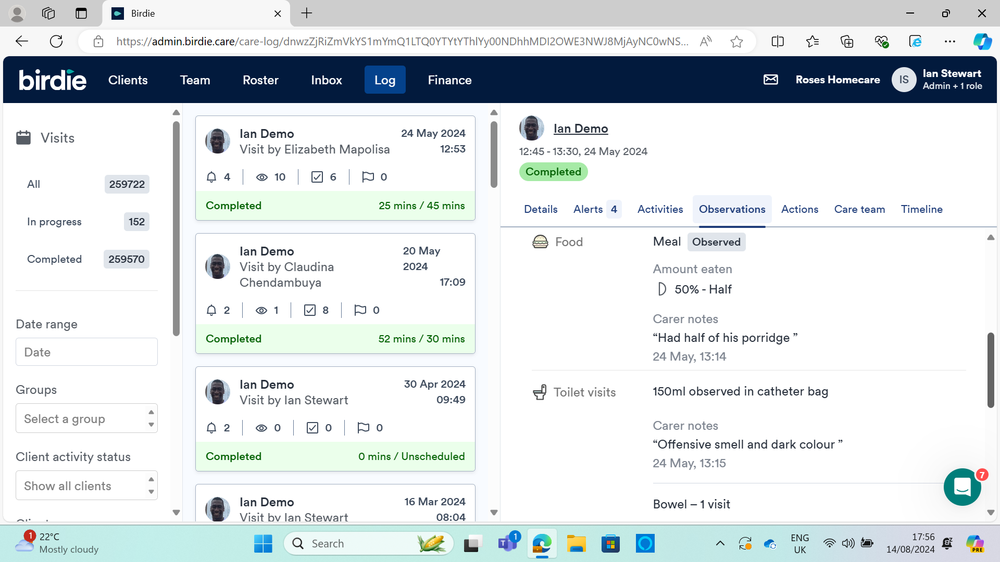 Birdie
https://admin.birdie.care/care-log/dnwzZjRiZmVkYS1mYmQ1LTQ0YTYtYThlYy00NDhhMDI2OWE3NWJ8MjAyNC0wNS...
birdie
Clients
Team
Roster
Inbox
Log
Finance
Roses Homecare
IS
Ian Stewart
Admin + 1 role
Visits
All 259722
In progress 152
Completed 259570
Date range
Date
Groups
Select a group
Client activity status
Show all clients
Ian Demo 24 May 2024
Visit by Elizabeth Mapolisa 12:53
4 10 6 0
Completed 25 mins / 45 mins
Ian Demo 20 May
Visit by Claudina 2024
Chendambuya 17:09
2 1 8 0
Completed 52 mins / 30 mins
Ian Demo 30 Apr 2024
Visit by Ian Stewart 09:49
2 0 0 0
Completed 0 mins / Unscheduled
Ian Demo 16 Mar 2024
Visit by Ian Stewart 08:04
Ian Demo
12:45 - 13:30, 24 May 2024
Completed
Details Alerts 4 Activities Observations Actions Care team Timeline
Food Meal Observed
Amount eaten
50% - Half
Carer notes
“Had half of his porridge ”
24 May, 13:14
Toilet visits 150ml observed in catheter bag
Carer notes
“Offensive smell and dark colour ”
24 May, 13:15
Bowel – 1 visit
7
1
22°C
Mostly cloudy
Search
1
ENG
UK
17:56
14/08/2024
PRE